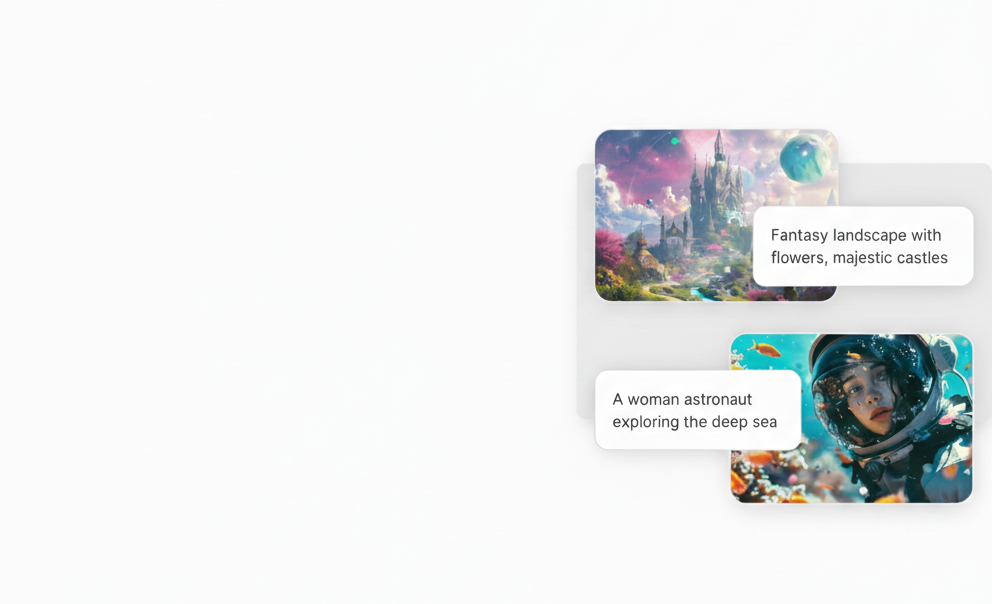 Fantasy landscape with
flowers, majestic castles
A woman astronaut
exploring the deep sea